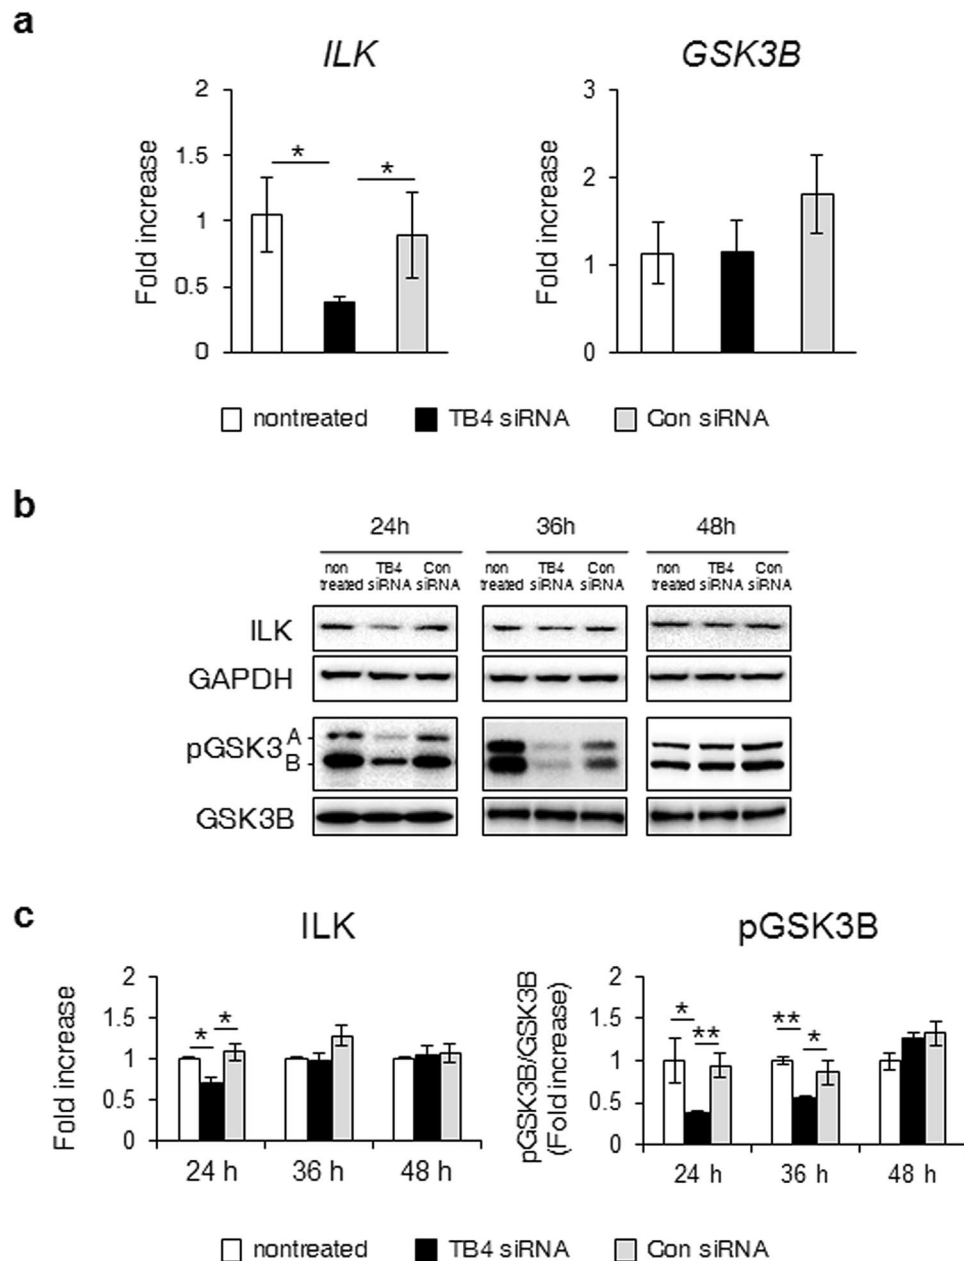 a
ILK
GSK3B
Fold increase
2
1.5
1
0.5
0
*
*
Fold increase
3
2
1
0
nontreated
TB4 siRNA
Con siRNA
b
24h
36h
48h
non treated
TB4 siRNA
Con siRNA
non treated
TB4 siRNA
Con siRNA
non treated
TB4 siRNA
Con siRNA
ILK
GAPDH
pGSK3 A
B
GSK3B
c
ILK
pGSK3B
Fold increase
2
1.5
1
0.5
0
*
*
24 h
36 h
48 h
pGSK3B/GSK3B
(Fold increase)
2
1.5
1
0.5
0
*
**
**
*
24 h
36 h
48 h
nontreated
TB4 siRNA
Con siRNA